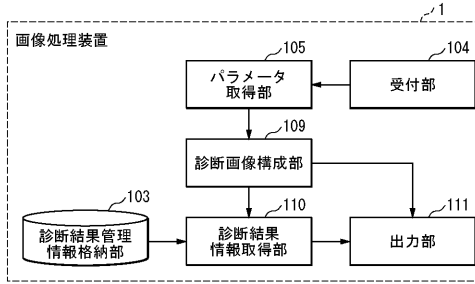 1
画像処理装置
105
パラメータ
取得部
104
受付部
109
診断画像構成部
103
診断結果管理
情報格納部
110
診断結果
情報取得部
111
出力部